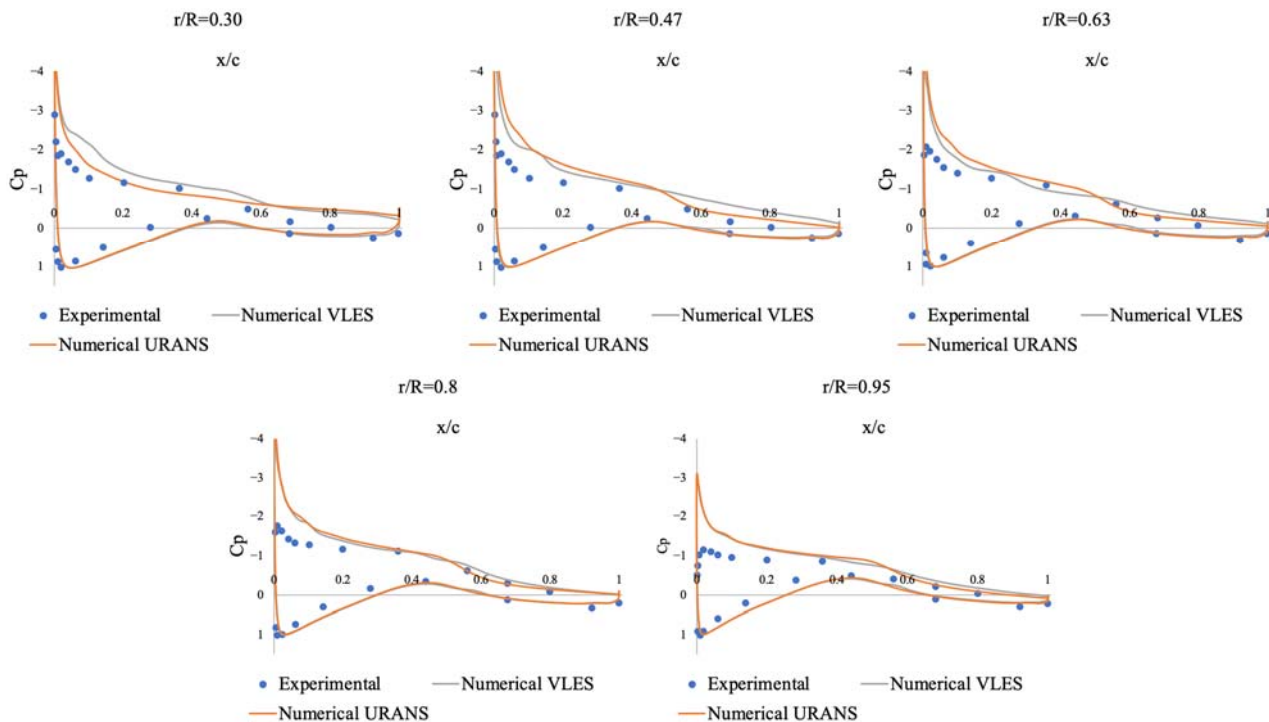 r/R=0.30
x/c
−4
−3
−2
−1
0
1
Cp
0 0.2 0.4 0.6 0.8 1
Experimental Numerical VLES
Numerical URANS
r/R=0.47
x/c
−4
−3
−2
−1
0
1
Cp
0 0.2 0.4 0.6 0.8 1
Experimental Numerical VLES
Numerical URANS
r/R=0.63
x/c
−4
−3
−2
−1
0
1
Cp
0 0.2 0.4 0.6 0.8 1
Experimental Numerical VLES
Numerical URANS
r/R=0.8
x/c
−4
−3
−2
−1
0
1
Cp
0 0.2 0.4 0.6 0.8 1
Experimental Numerical VLES
Numerical URANS
r/R=0.95
x/c
−4
−3
−2
−1
0
1
Cp
0 0.2 0.4 0.6 0.8 1
Experimental Numerical VLES
Numerical URANS